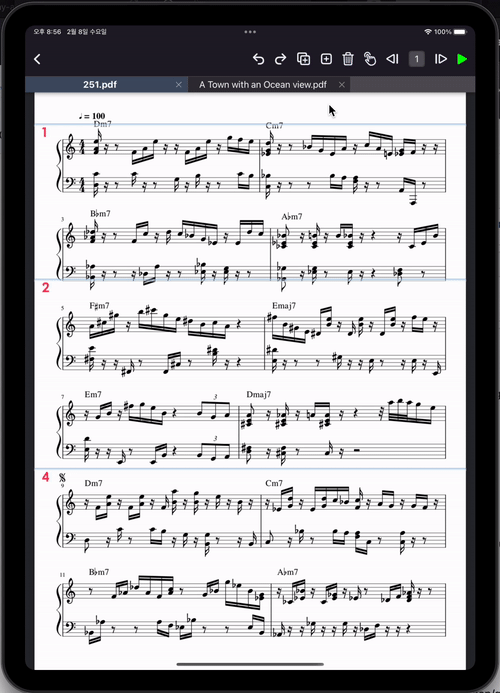 오후 8:56 2월 8일 수요일 100%
1
251.pdf × A Town with an Ocean view.pdf ×
♩ = 100
1 Dm7 Cm7
3 B♭m7 A♭m7
2
5 F♯m7 Emaj7
7 Em7 3 3 Dmaj7
4
9 Dm7 Cm7
11 B♭m7 A♭m7